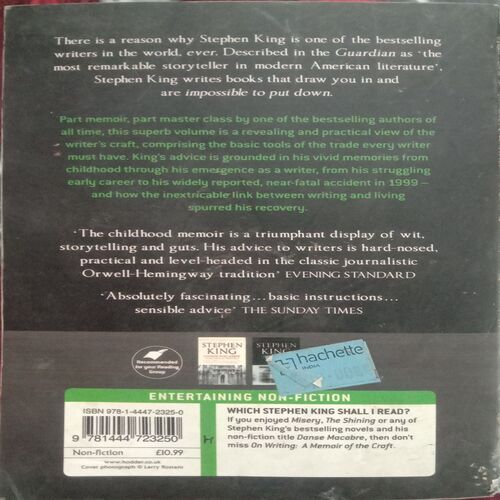 There is a reason why Stephen King is one of the bestselling
writers in the world, ever. Described in the Guardian as ‘the
most remarkable storyteller in modern American literature’,
Stephen King writes books that draw you in and
are impossible to put down.
Part memoir, part master class by one of the bestselling authors of
all time, this superb volume is a revealing and practical view of the
writer's craft, comprising the basic tools of the trade every writer
must have. King's advice is grounded in his vivid memories from
childhood through his emergence as a writer, from his struggling
early career to his widely reported, near-fatal accident in 1999 –
and how the inextricable link between writing and living
spurred his recovery.
‘The childhood memoir is a triumphant display of wit,
storytelling and guts. His advice to writers is hard-nosed,
practical and level-headed in the classic journalistic
Orwell-Hemingway tradition’ EVENING STANDARD
‘Absolutely fascinating... basic instructions...
sensible advice’ THE SUNDAY TIMES
Recommended
for your Reading
Group
STEPHEN
KING
STEPHEN
KING
hachette
INDIA
ENTERTAINING NON-FICTION
ISBN 978-1-4447-2325-0
9 781444 723250
Non-fiction £10.99
www.hodder.co.uk
Cover photograph © Larry Rostant
WHICH STEPHEN KING SHALL I READ?
If you enjoyed Misery, The Shining or any of
Stephen King's bestselling novels and his
non-fiction title Danse Macabre, then don't
miss On Writing: A Memoir of the Craft.